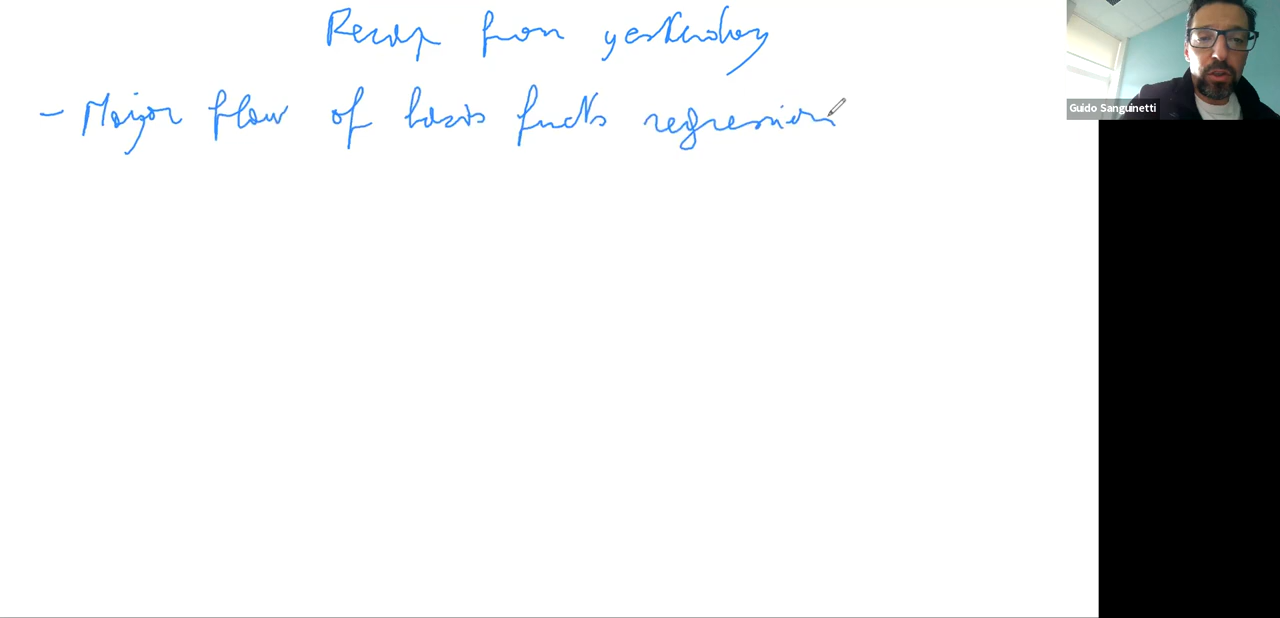 Recap from yesterday
- Major flaw of basis functs regression
Guido Sanguinetti